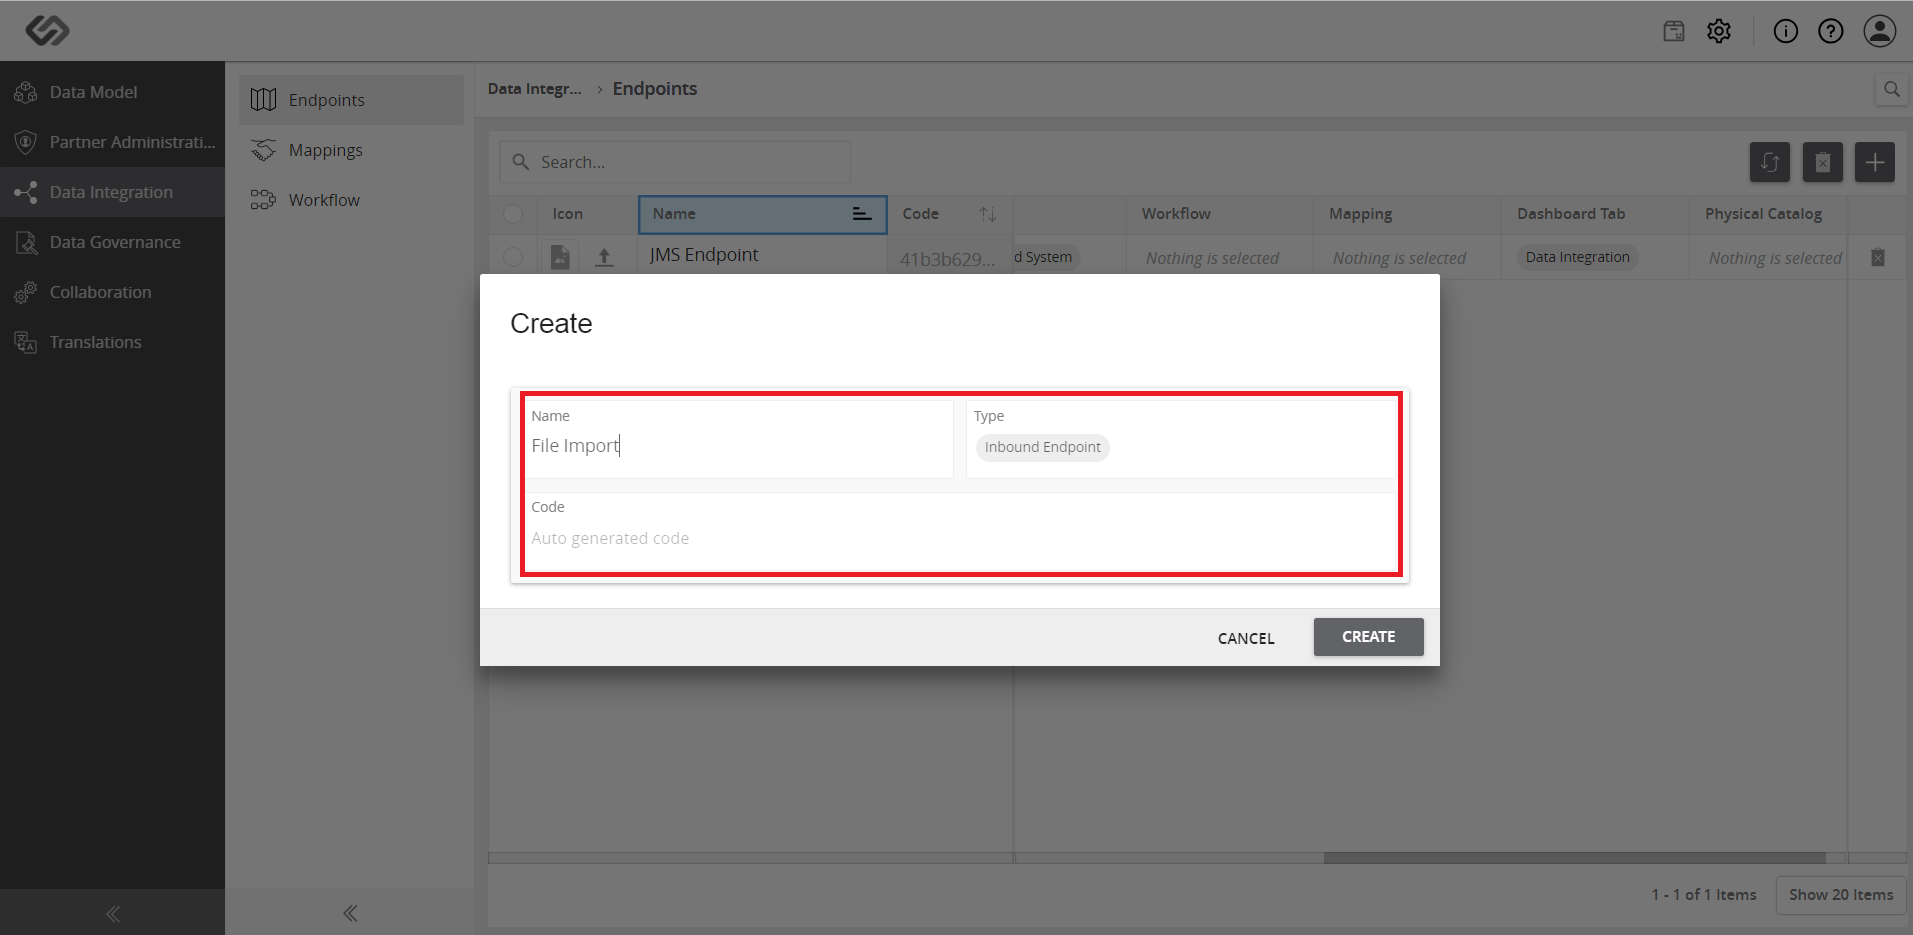 Data Model
Partner Administrati...
Data Integration
Data Governance
Collaboration
Translations
Endpoints
Mappings
Workflow
Data Integr... › Endpoints
Search...
Icon Name Code Workflow Mapping Dashboard Tab Physical Catalog
JMS Endpoint 41b3b629... d System Nothing is selected Nothing is selected Data Integration Nothing is selected
Create
Name
File Import
Type
Inbound Endpoint
Code
Auto generated code
CANCEL CREATE
1 - 1 of 1 Items Show 20 Items